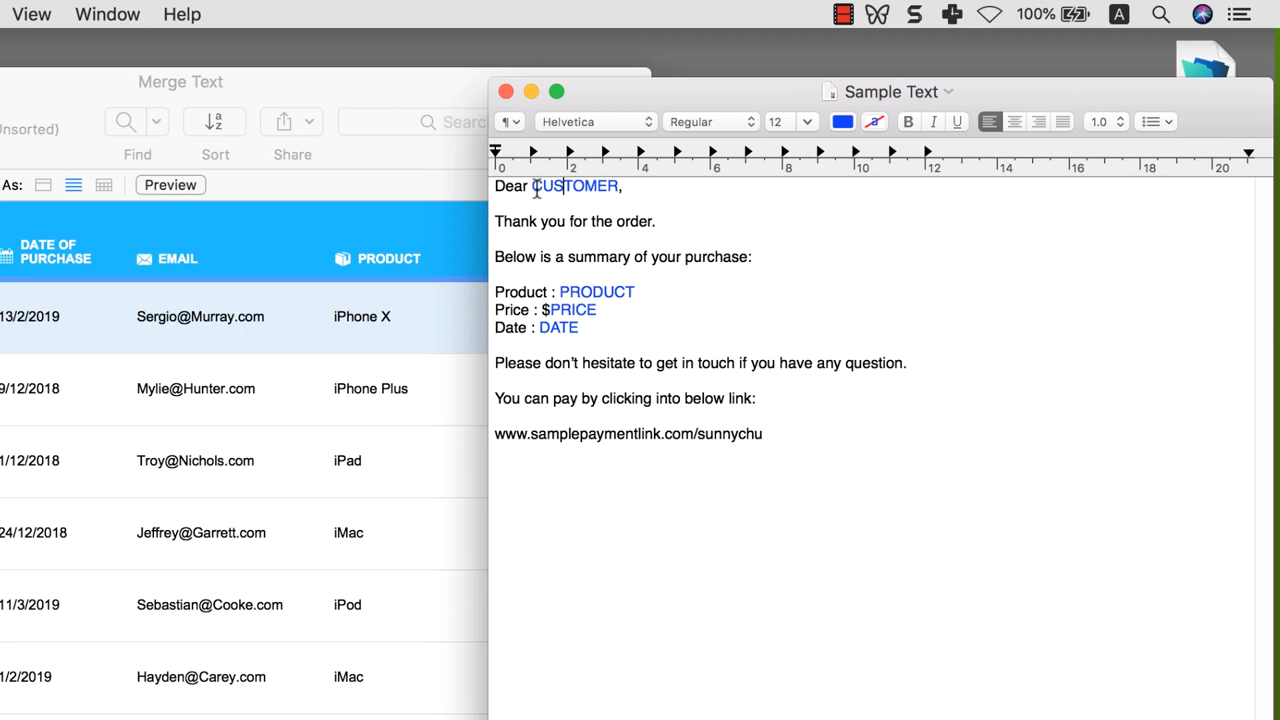 View Window Help 100% A
Merge Text
Unsorted)
Search
Find Sort Share
As: Preview
DATE OF PURCHASE EMAIL PRODUCT
13/2/2019 Sergio@Murray.com iPhone X
9/12/2018 Mylie@Hunter.com iPhone Plus
1/12/2018 Troy@Nichols.com iPad
24/12/2018 Jeffrey@Garrett.com iMac
11/3/2019 Sebastian@Cooke.com iPod
1/2/2019 Hayden@Carey.com iMac
Sample Text
Helvetica Regular 12 a B I U 1.0
0 2 4 6 8 10 12 14 16 18 20
Dear CUSTOMER,
Thank you for the order.
Below is a summary of your purchase:
Product : PRODUCT
Price : $PRICE
Date : DATE
Please don't hesitate to get in touch if you have any question.
You can pay by clicking into below link:
www.samplepaymentlink.com/sunnychu